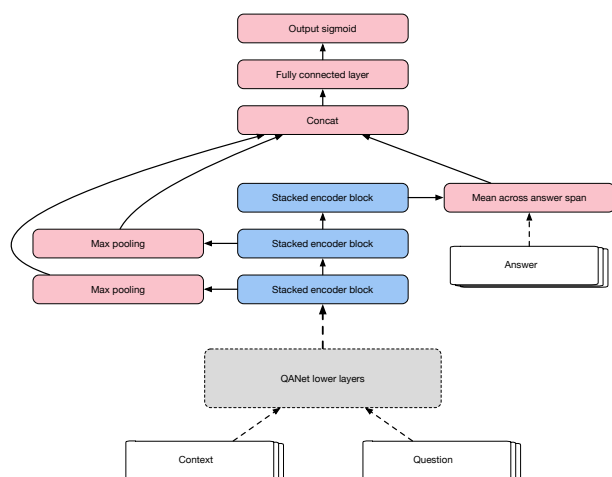 Output sigmoid
Fully connected layer
Concat
Stacked encoder block
Mean across answer span
Max pooling
Stacked encoder block
Answer
Max pooling
Stacked encoder block
QANet lower layers
Context
Question